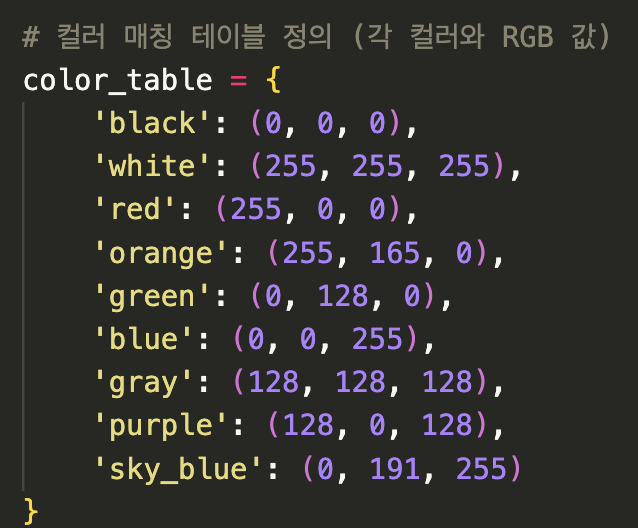 # 컬러 매칭 테이블 정의 (각 컬러와 RGB 값)
color_table = {
    'black': (0, 0, 0),
    'white': (255, 255, 255),
    'red': (255, 0, 0),
    'orange': (255, 165, 0),
    'green': (0, 128, 0),
    'blue': (0, 0, 255),
    'gray': (128, 128, 128),
    'purple': (128, 0, 128),
    'sky_blue': (0, 191, 255)
}